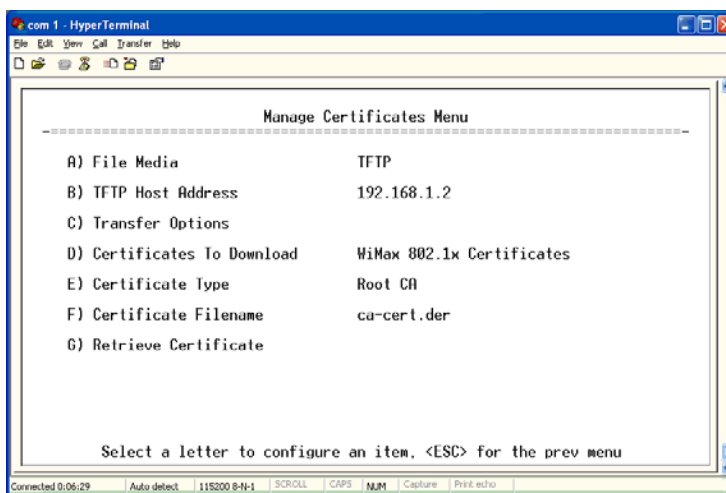 com 1 - HyperTerminal
File Edit View Call Transfer Help
Manage Certificates Menu
-==========================================================================-
A) File Media TFTP
B) TFTP Host Address 192.168.1.2
C) Transfer Options
D) Certificates To Download WiMax 802.1x Certificates
E) Certificate Type Root CA
F) Certificate Filename ca-cert.der
G) Retrieve Certificate
Select a letter to configure an item, <ESC> for the prev menu
Connected 0:06:29 Auto detect 115200 8-N-1 SCROLL CAPS NUM Capture Print echo